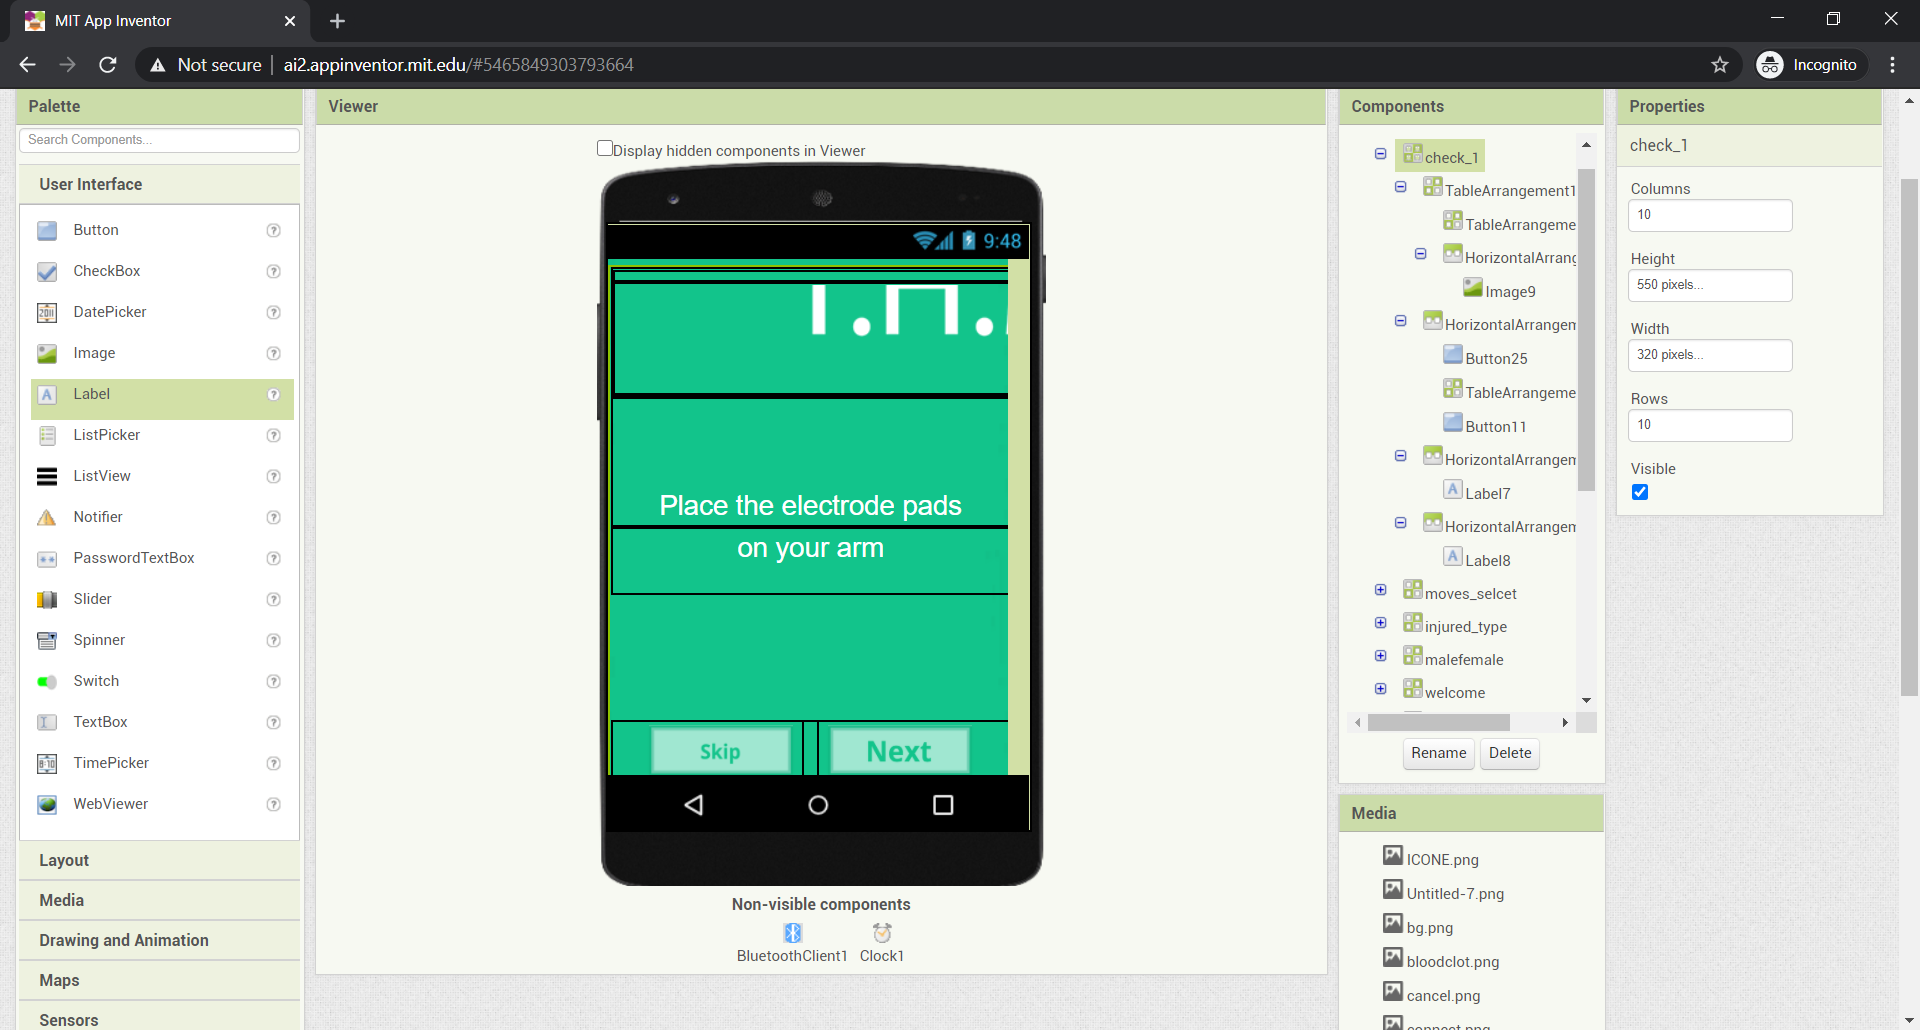 MIT App Inventor
Not secure
ai2.appinventor.mit.edu/#5465849303793664
Incognito
Palette
Search Components...
User Interface
Button
CheckBox
DatePicker
Image
Label
ListPicker
ListView
Notifier
PasswordTextBox
Slider
Spinner
Switch
TextBox
TimePicker
WebViewer
Layout
Media
Drawing and Animation
Maps
Sensors
Viewer
Display hidden components in Viewer
9:48
Place the electrode pads
on your arm
Skip
Next
Non-visible components
BluetoothClient1
Clock1
Components
check_1
TableArrangement1
TableArrangeme
HorizontalArrang
Image9
HorizontalArrangem
Button25
TableArrangeme
Button11
HorizontalArrangem
Label7
HorizontalArrangem
Label8
moves_selcet
injured_type
malefemale
welcome
Rename
Delete
Media
ICONE.png
Untitled-7.png
bg.png
bloodclot.png
cancel.png
connect.png
Properties
check_1
Columns
10
Height
550 pixels...
Width
320 pixels...
Rows
10
Visible